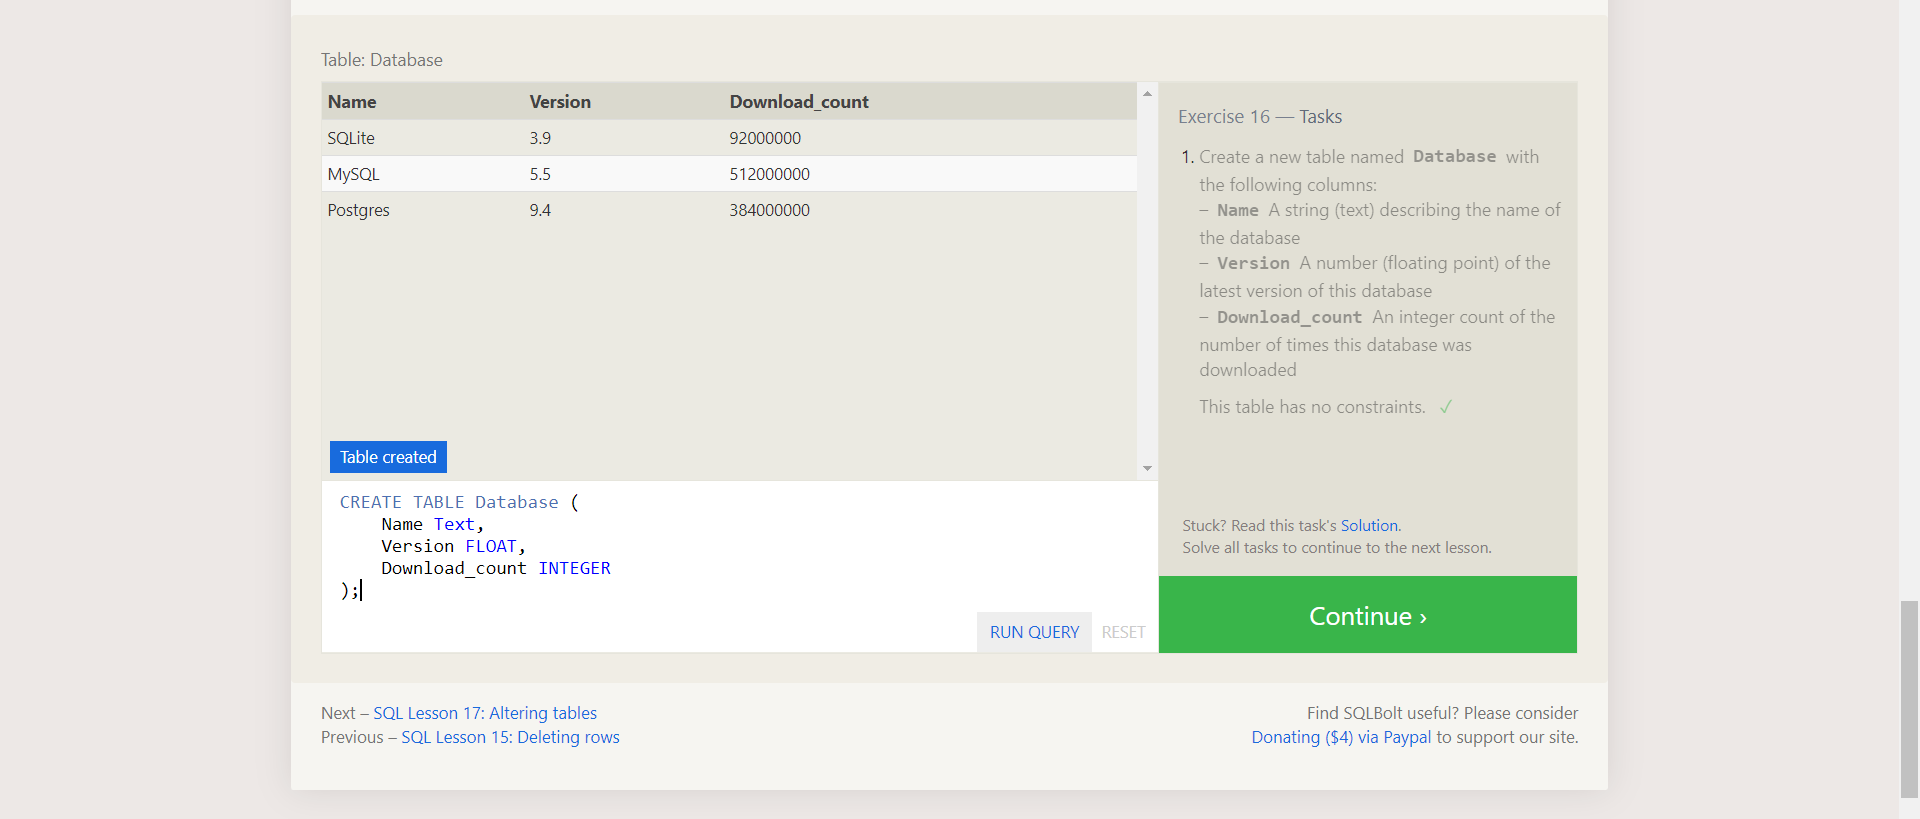 Table: Database
Name Version Download_count
SQLite 3.9 92000000
MySQL 5.5 512000000
Postgres 9.4 384000000
Table created
CREATE TABLE Database (
    Name Text,
    Version FLOAT,
    Download_count INTEGER
);
RUN QUERY RESET
Exercise 16 — Tasks
1. Create a new table named Database with
the following columns:
– Name A string (text) describing the name of
the database
– Version A number (floating point) of the
latest version of this database
– Download_count An integer count of the
number of times this database was
downloaded
This table has no constraints. ✓
Stuck? Read this task's Solution.
Solve all tasks to continue to the next lesson.
Continue ›
Next – SQL Lesson 17: Altering tables
Previous – SQL Lesson 15: Deleting rows
Find SQLBolt useful? Please consider
Donating ($4) via Paypal to support our site.